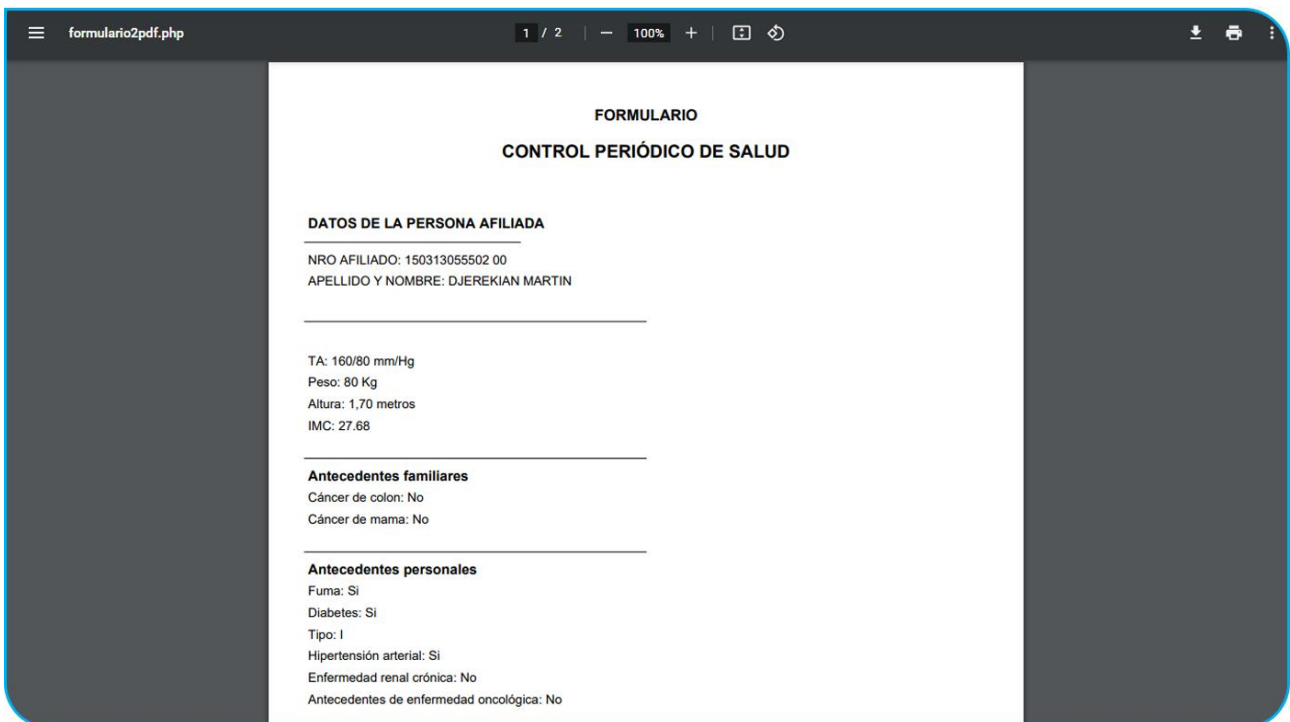 formulario2pdf.php
1 / 2 | — 100% + |
FORMULARIO
CONTROL PERIÓDICO DE SALUD
DATOS DE LA PERSONA AFILIADA
NRO AFILIADO: 150313055502 00
APELLIDO Y NOMBRE: DJEREKIAN MARTIN
TA: 160/80 mm/Hg
Peso: 80 Kg
Altura: 1,70 metros
IMC: 27.68
Antecedentes familiares
Cáncer de colon: No
Cáncer de mama: No
Antecedentes personales
Fuma: Si
Diabetes: Si
Tipo: I
Hipertensión arterial: Si
Enfermedad renal crónica: No
Antecedentes de enfermedad oncológica: No